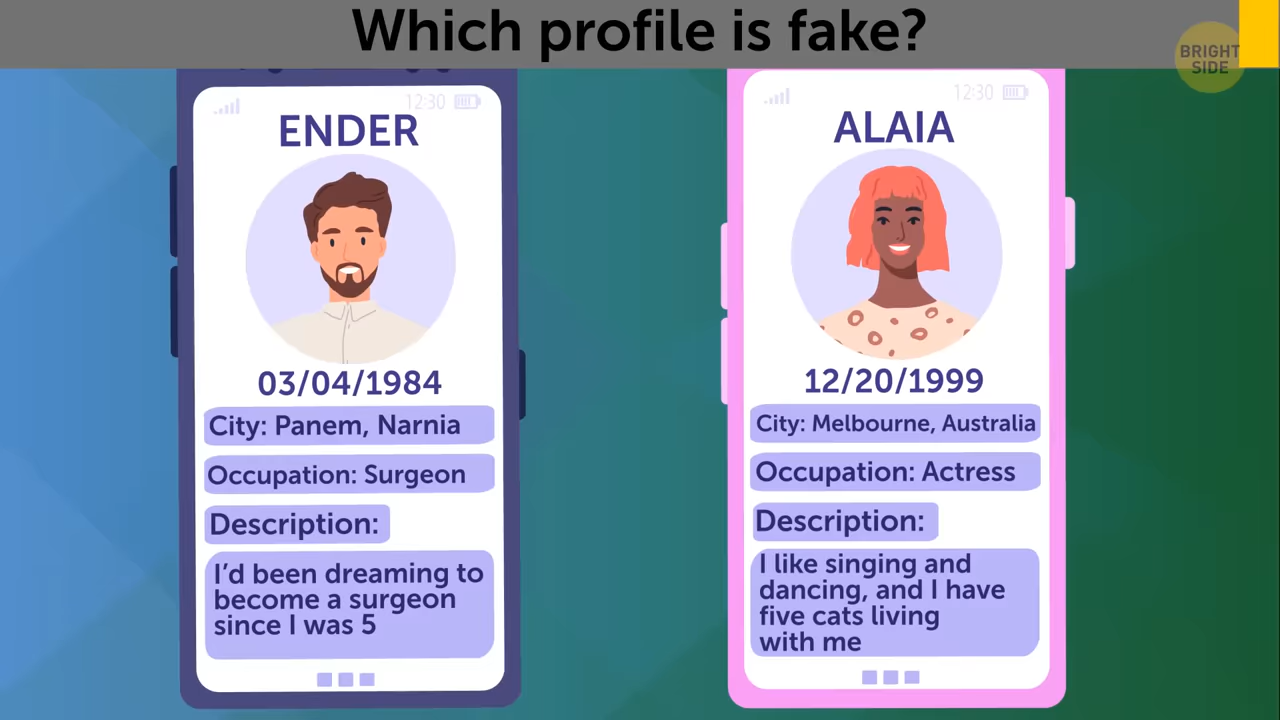 Which profile is fake?
BRIGHT
SIDE
12:30
ENDER
03/04/1984
City: Panem, Narnia
Occupation: Surgeon
Description:
I'd been dreaming to
become a surgeon
since I was 5
12:30
ALAIA
12/20/1999
City: Melbourne, Australia
Occupation: Actress
Description:
I like singing and
dancing, and I have
five cats living
with me